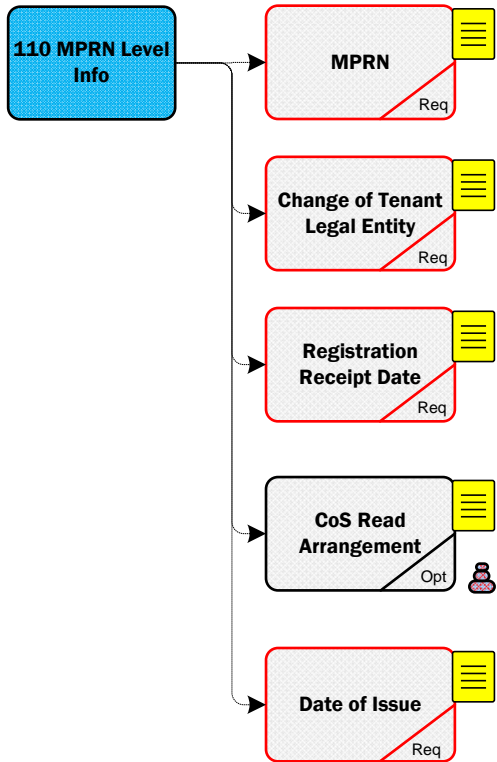 110 MPRN Level
Info
MPRN
Req
Change of Tenant
Legal Entity
Req
Registration
Receipt Date
Req
CoS Read
Arrangement
Opt
Date of Issue
Req